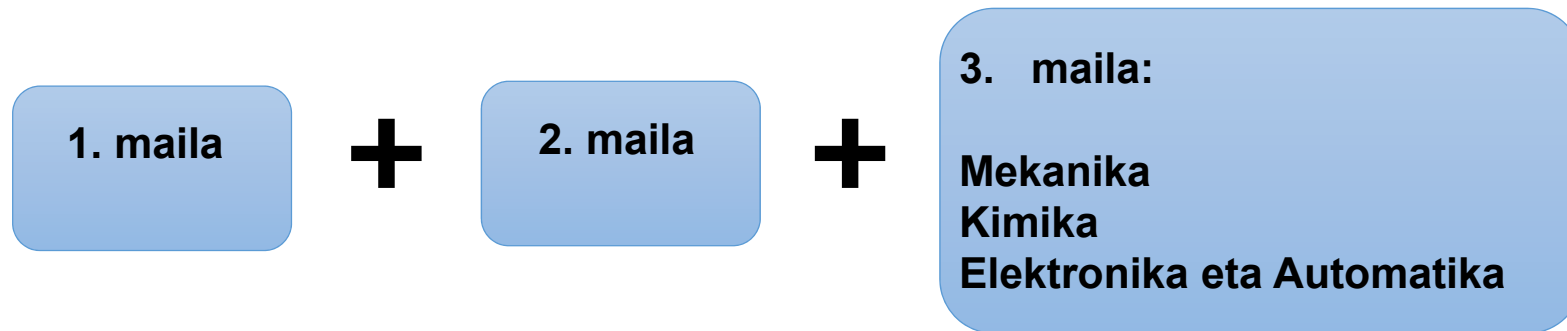 1. maila
+
2. maila
+
3. maila:
Mekanika
Kimika
Elektronika eta Automatika